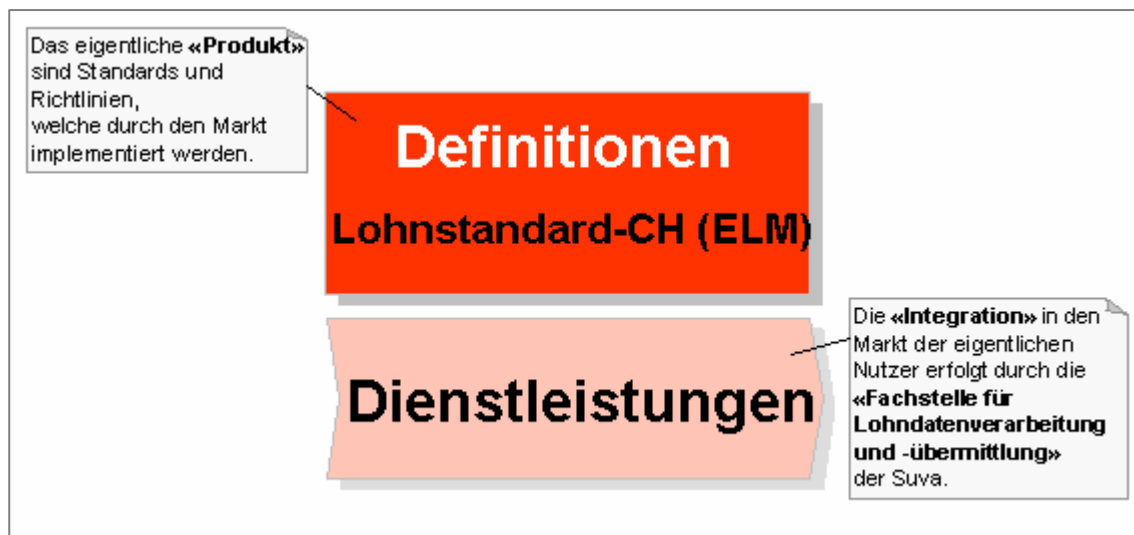 Das eigentliche «Produkt»
sind Standards und
Richtlinien,
welche durch den Markt
implementiert werden.
Definitionen
Lohnstandard-CH (ELM)
Dienstleistungen
Die «Integration» in den
Markt der eigentlichen
Nutzer erfolgt durch die
«Fachstelle für
Lohndatenverarbeitung
und -übermittlung»
der Suva.